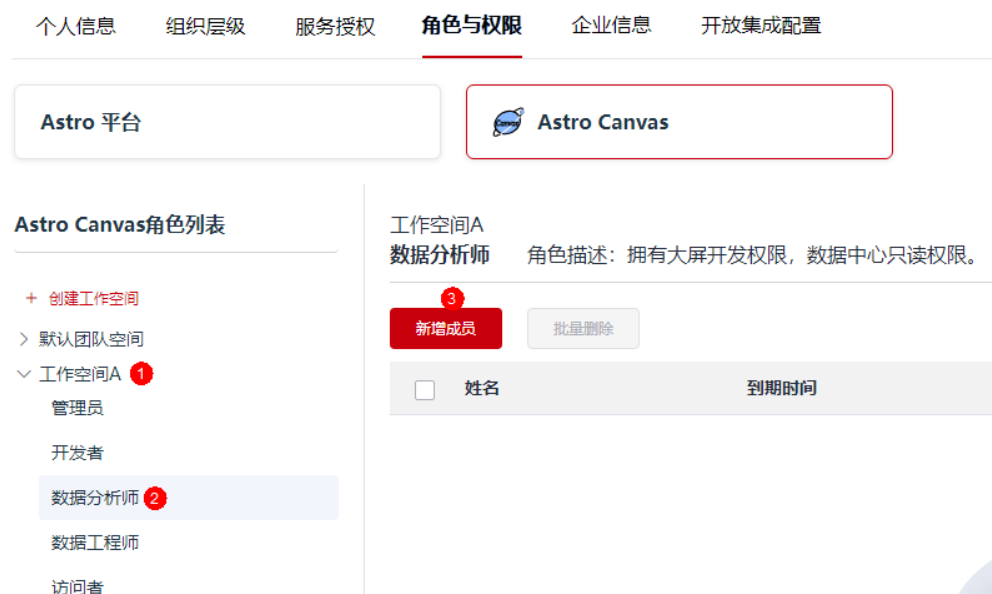 个人信息 组织层级 服务授权 角色与权限 企业信息 开放集成配置
Astro 平台
Canvas
Astro Canvas
Astro Canvas角色列表
+ 创建工作空间
默认团队空间
工作空间A 1
管理员
开发者
数据分析师 2
数据工程师
访问者
工作空间A
数据分析师 角色描述：拥有大屏开发权限，数据中心只读权限。
3
新增成员 批量删除
姓名 到期时间